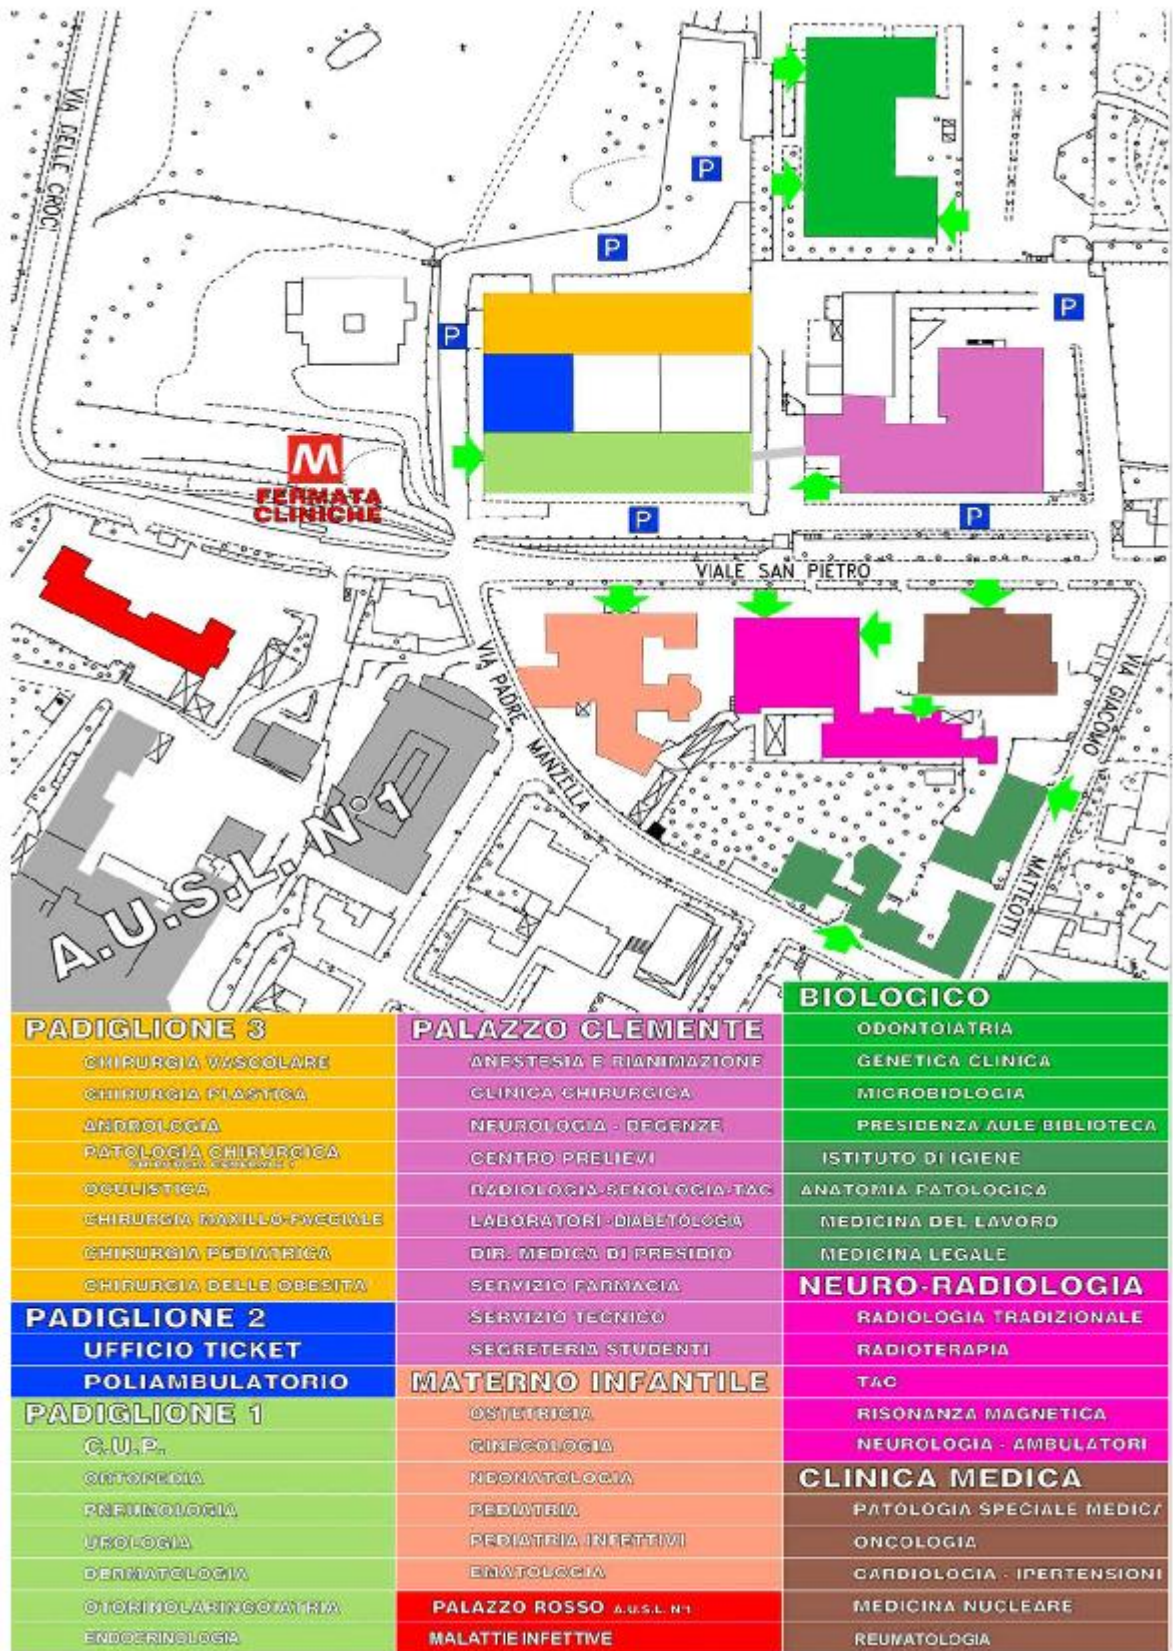 VIA DELLE CROCI
P
P
P
P
M
FERMATA
CLINICHE
P
P
VIALE SAN PIETRO
VIA PADRE MANZELLA
VIA GIACOMO MATTEOTTI
A.U.S.L. N°1
PADIGLIONE 3
CHIRURGIA VASCOLARE
CHIRURGIA PLASTICA
ANDROLOGIA
PATOLOGIA CHIRURGICA
OCULISTICA
CHIRURGIA MAXILLO-FACCIALE
CHIRURGIA PEDIATRICA
CHIRURGIA DELLE OBESITA
PADIGLIONE 2
UFFICIO TICKET
POLIAMBULATORIO
PADIGLIONE 1
C.U.P.
ORTOPEDIA
PNEUMOLOGIA
UROLOGIA
DERMATOLOGIA
OTORINOLARINGOIATRIA
ENDOCRINOLOGIA
PALAZZO CLEMENTE
ANESTESIA E RIANIMAZIONE
CLINICA CHIRURGICA
NEUROLOGIA - DEGENZE
CENTRO PRELIEVI
RADIOLOGIA-SENOLOGIA-TAC
LABORATORI -DIABETOLOGIA
DIR. MEDICA DI PRESIDIO
SERVIZIO FARMACIA
SERVIZIO TECNICO
SEGRETERIA STUDENTI
MATERNO INFANTILE
OSTETRICIA
GINECOLOGIA
NEONATOLOGIA
PEDIATRIA
PEDIATRIA INFETTIVI
EMATOLOGIA
PALAZZO ROSSO A.U.S.L. N°1
MALATTIE INFETTIVE
BIOLOGICO
ODONTOIATRIA
GENETICA CLINICA
MICROBIOLOGIA
PRESIDENZA AULE BIBLIOTECA
ISTITUTO DI IGIENE
ANATOMIA PATOLOGICA
MEDICINA DEL LAVORO
MEDICINA LEGALE
NEURO-RADIOLOGIA
RADIOLOGIA TRADIZIONALE
RADIOTERAPIA
TAC
RISONANZA MAGNETICA
NEUROLOGIA - AMBULATORI
CLINICA MEDICA
PATOLOGIA SPECIALE MEDICA
ONCOLOGIA
CARDIOLOGIA - IPERTENSIONI
MEDICINA NUCLEARE
REUMATOLOGIA